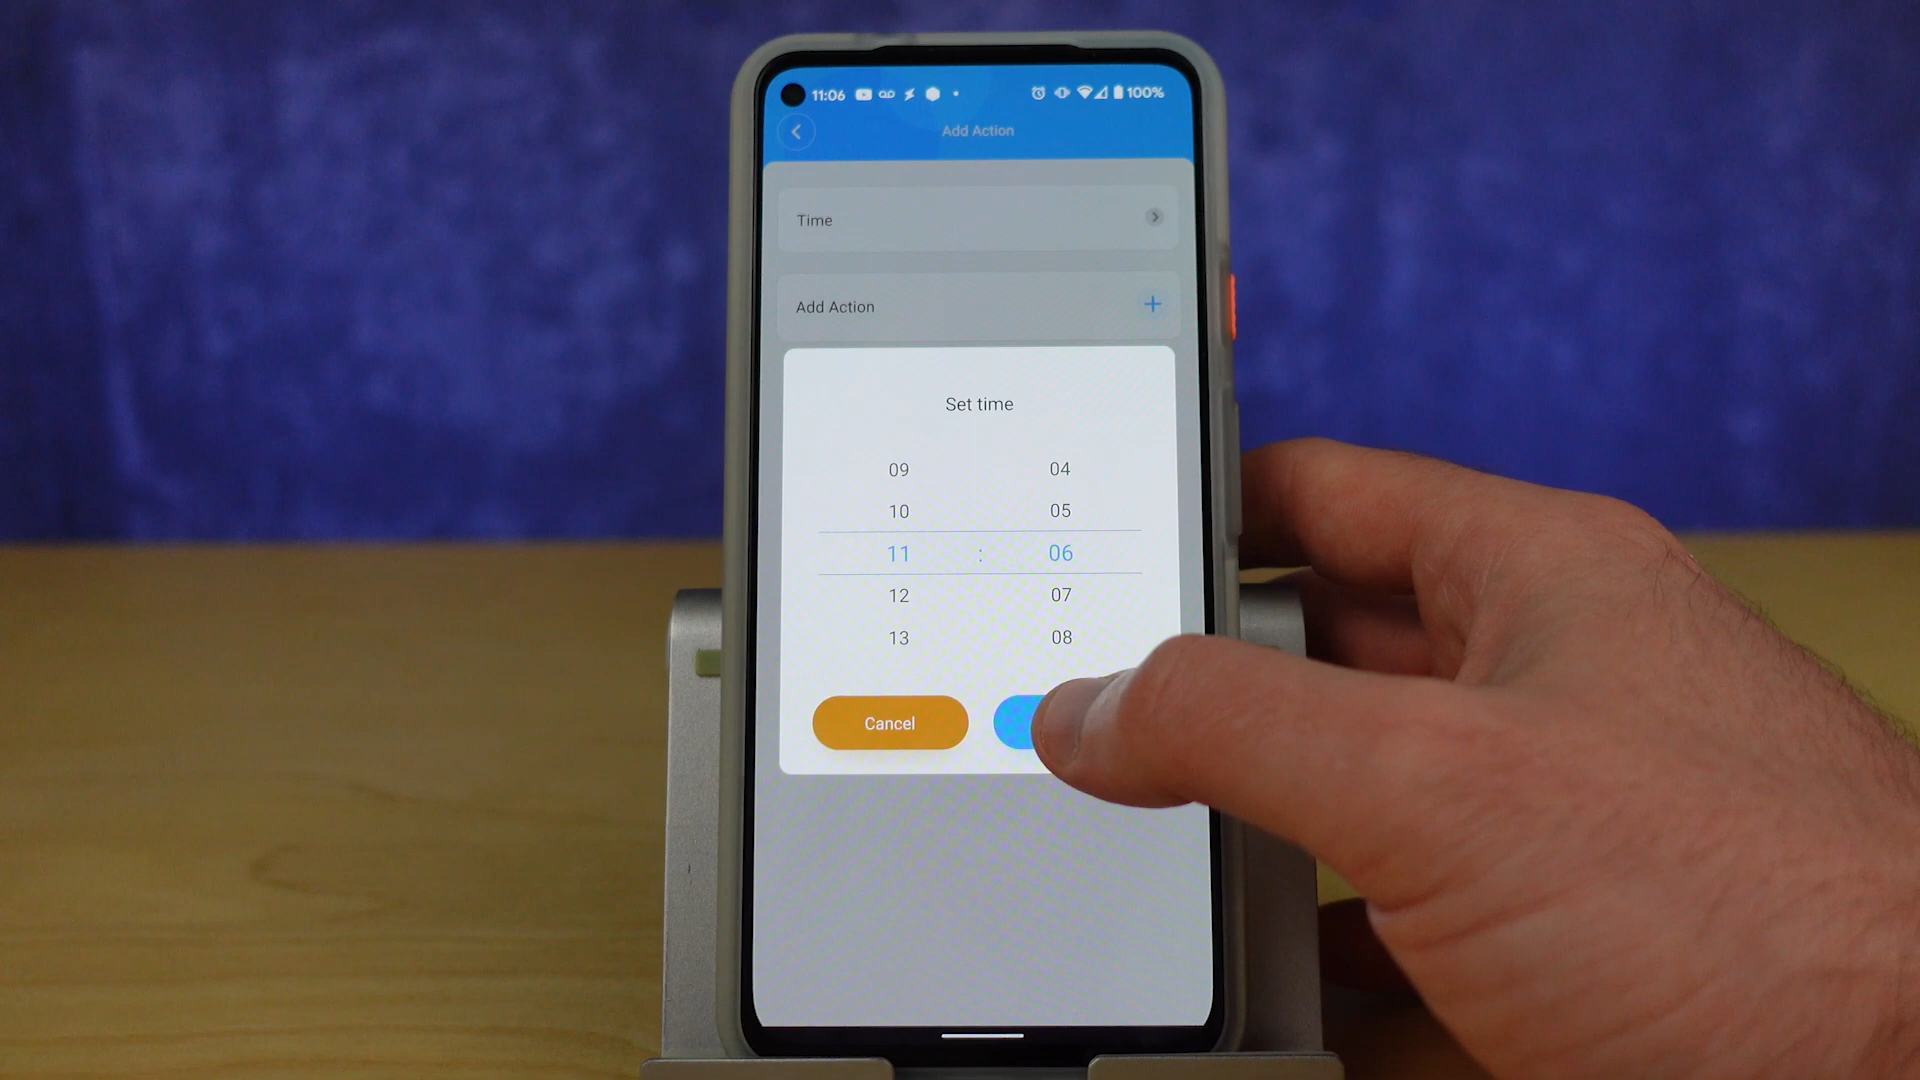 11:06 100%
Add Action
Time
Add Action
Set time
09 04
10 05
11 : 06
12 07
13 08
Cancel